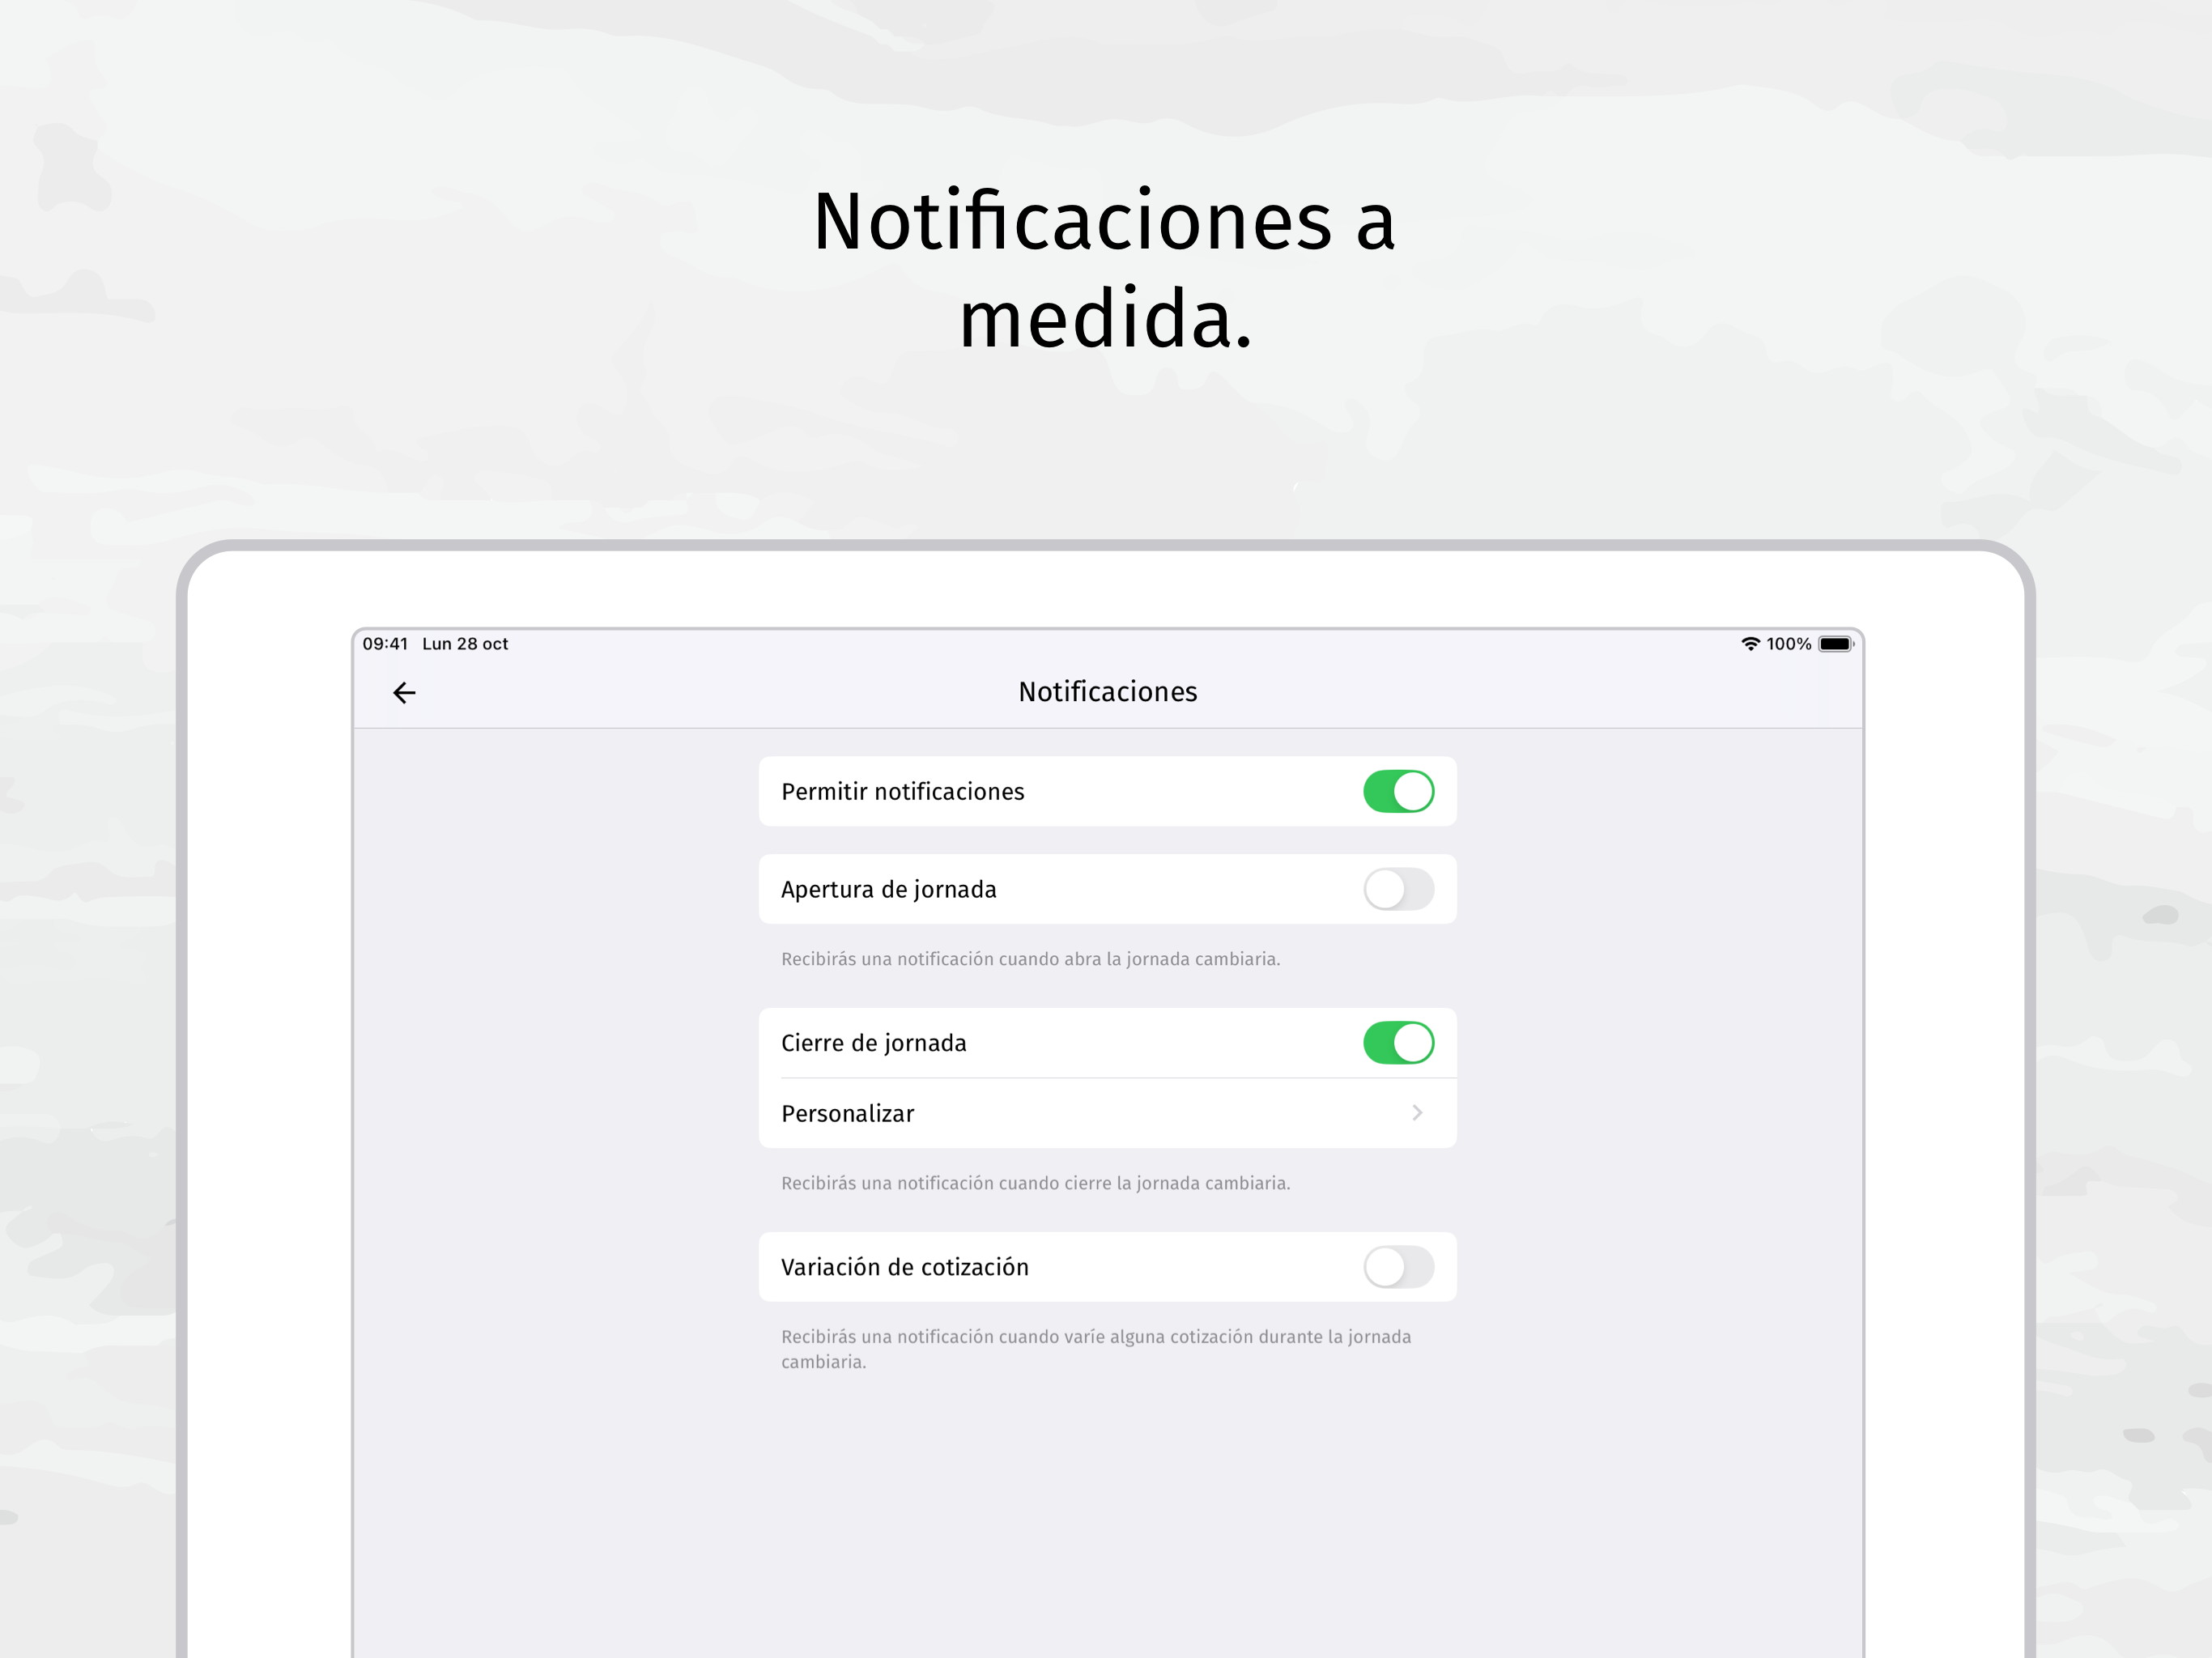 Notificaciones a
medida.
09:41 Lun 28 oct
100%
Notificaciones
Permitir notificaciones
Apertura de jornada
Recibirás una notificación cuando abra la jornada cambiaria.
Cierre de jornada
Personalizar
Recibirás una notificación cuando cierre la jornada cambiaria.
Variación de cotización
Recibirás una notificación cuando varíe alguna cotización durante la jornada
cambiaria.